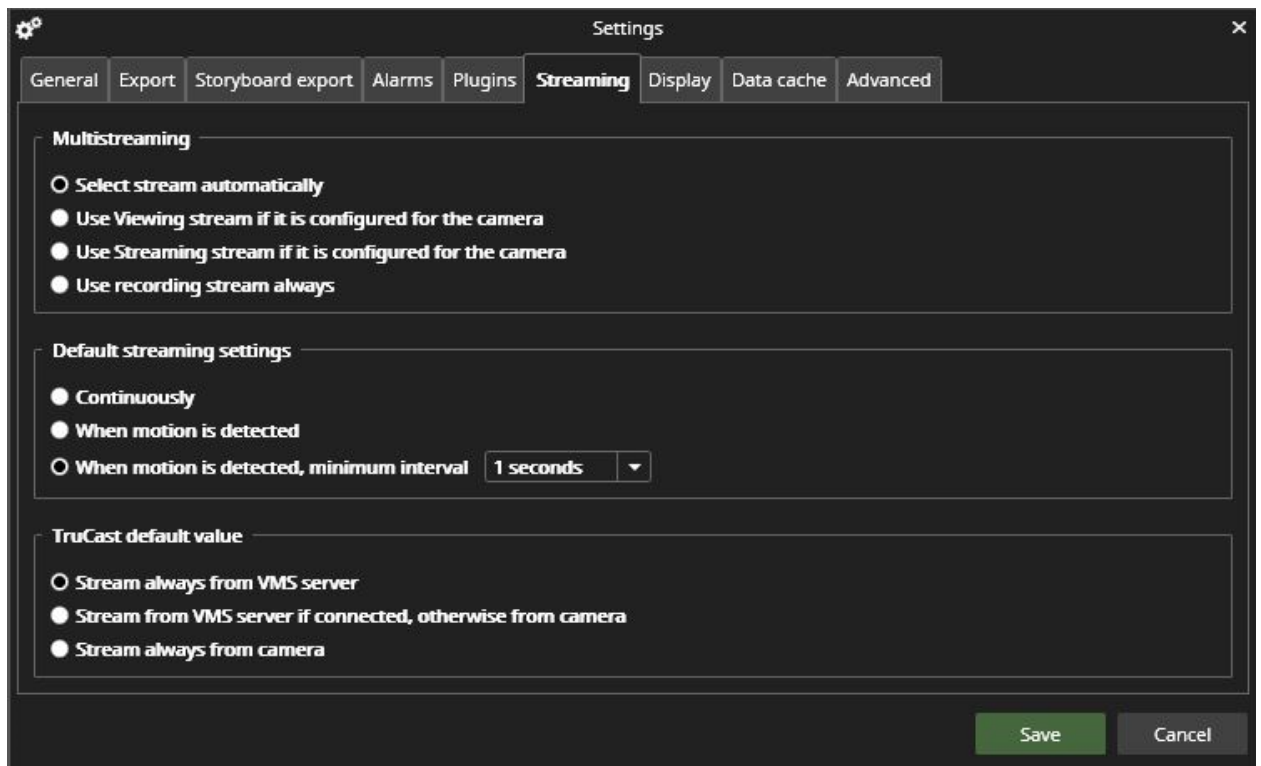 Settings
General Export Storyboard export Alarms Plugins Streaming Display Data cache Advanced
Multistreaming
Select stream automatically
Use Viewing stream if it is configured for the camera
Use Streaming stream if it is configured for the camera
Use recording stream always
Default streaming settings
Continuously
When motion is detected
When motion is detected, minimum interval 1 seconds
TruCast default value
Stream always from VMS server
Stream from VMS server if connected, otherwise from camera
Stream always from camera
Save Cancel